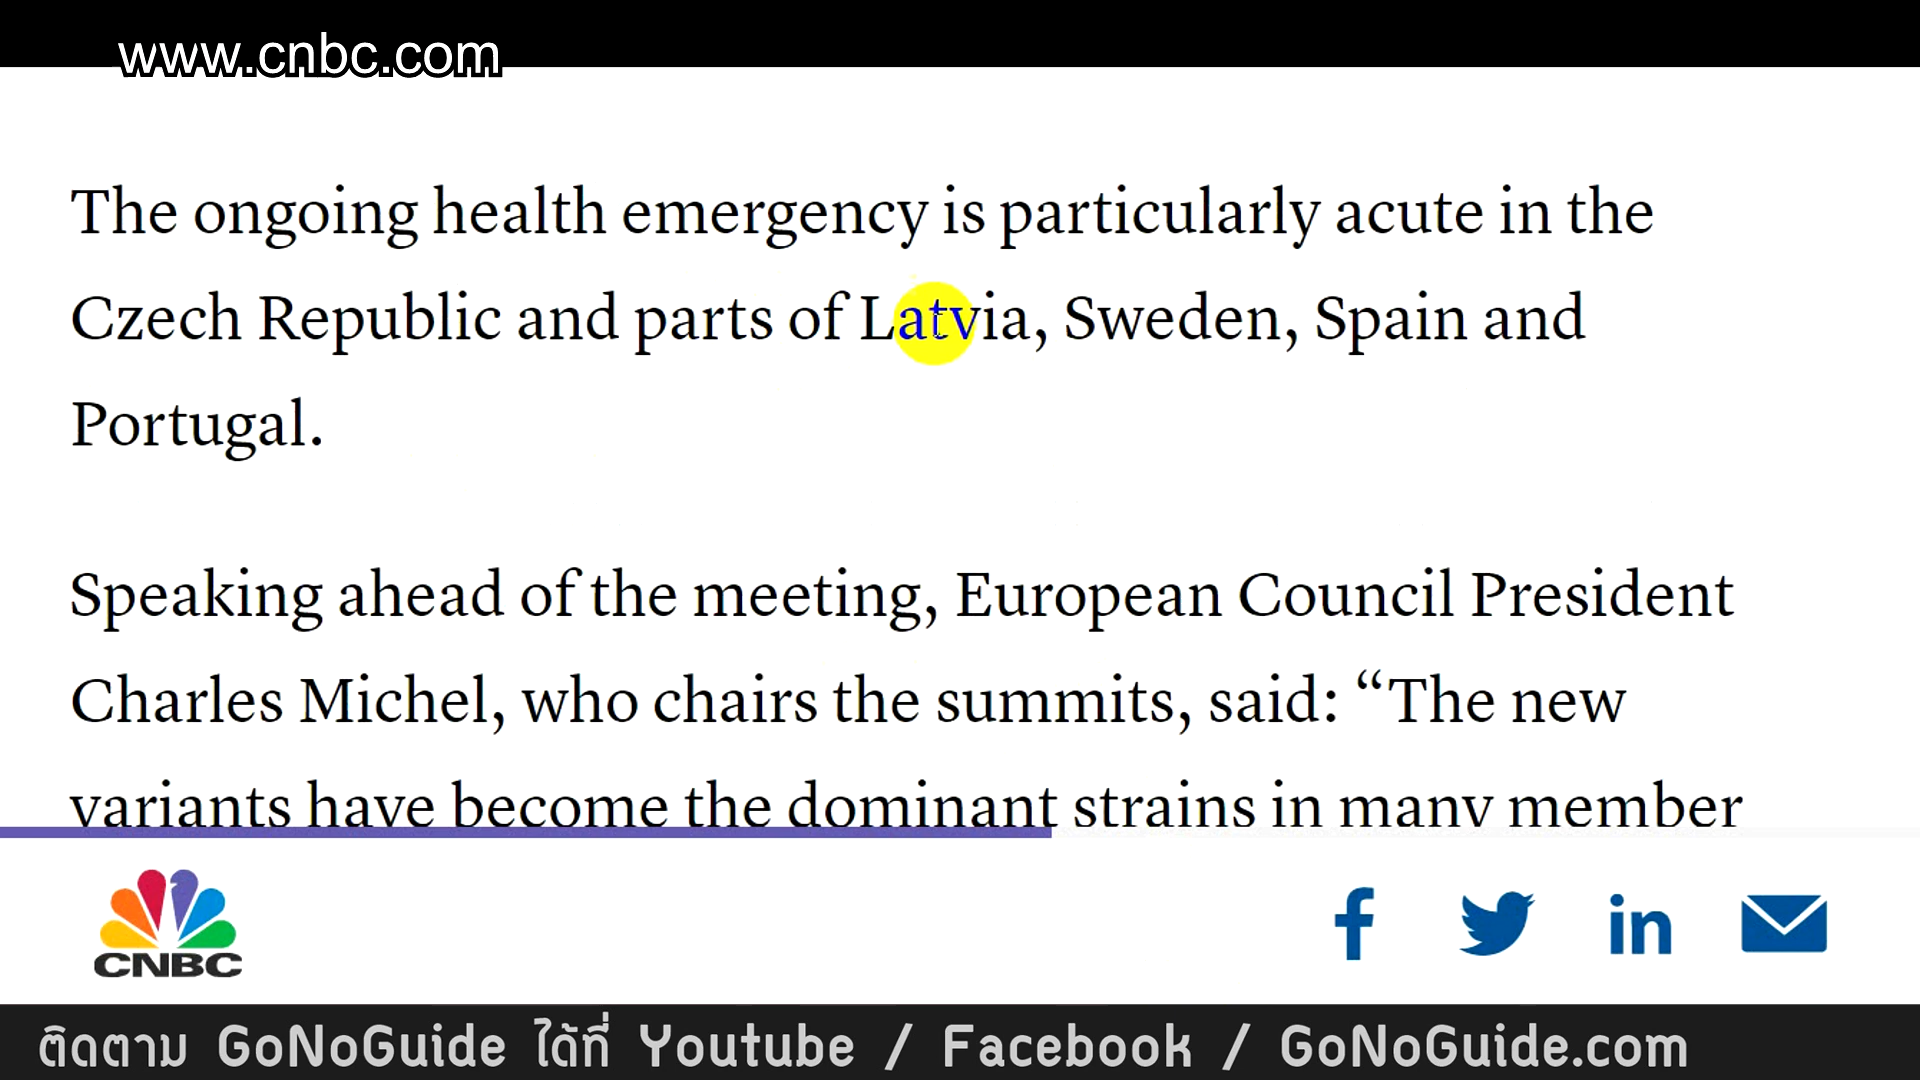 www.cnbc.com
The ongoing health emergency is particularly acute in the
Czech Republic and parts of Latvia, Sweden, Spain and
Portugal.
Speaking ahead of the meeting, European Council President
Charles Michel, who chairs the summits, said: “The new
variants have become the dominant strains in many member
CNBC
ติดตาม GoNoGuide ได้ที่ Youtube / Facebook / GoNoGuide.com